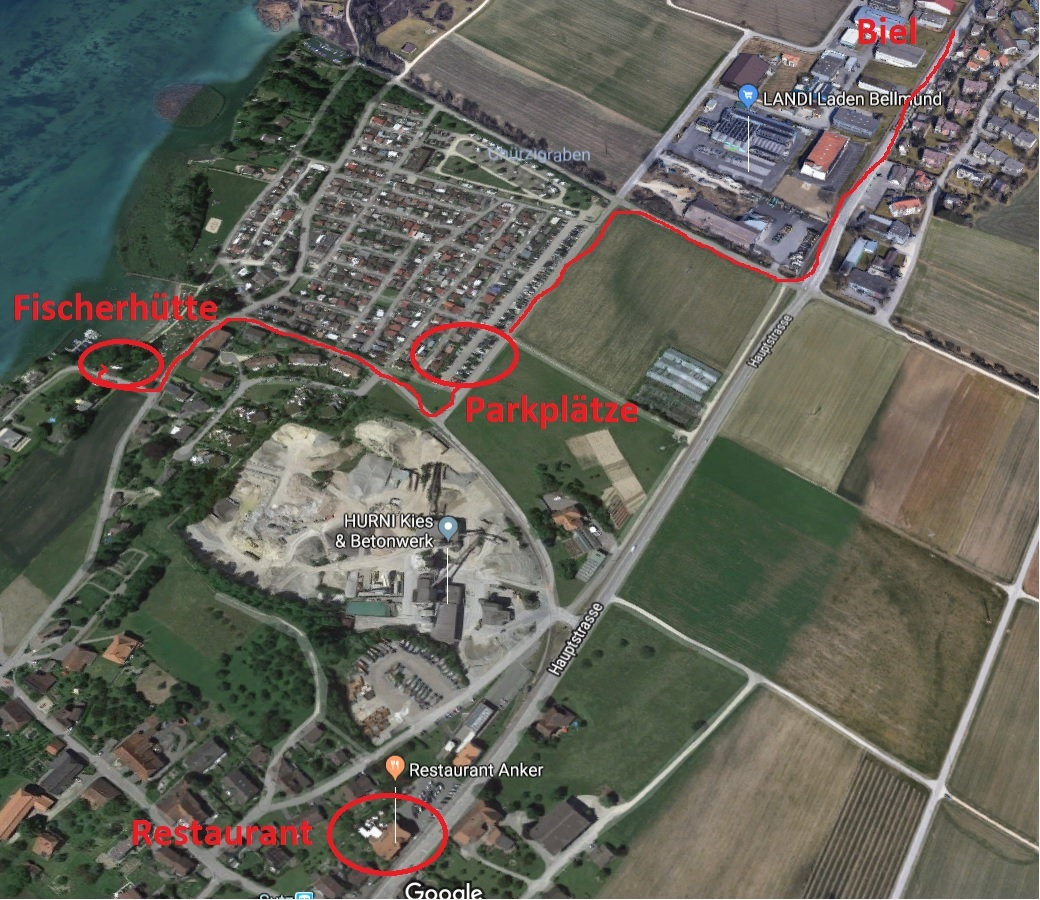 Biel
LANDI Laden Bellmund
Fischerhütte
Hauptstrasse
Parkplätze
HURNI Kies
& Betonwerk
Hauptstrasse
Restaurant Anker
Restaurant
Google